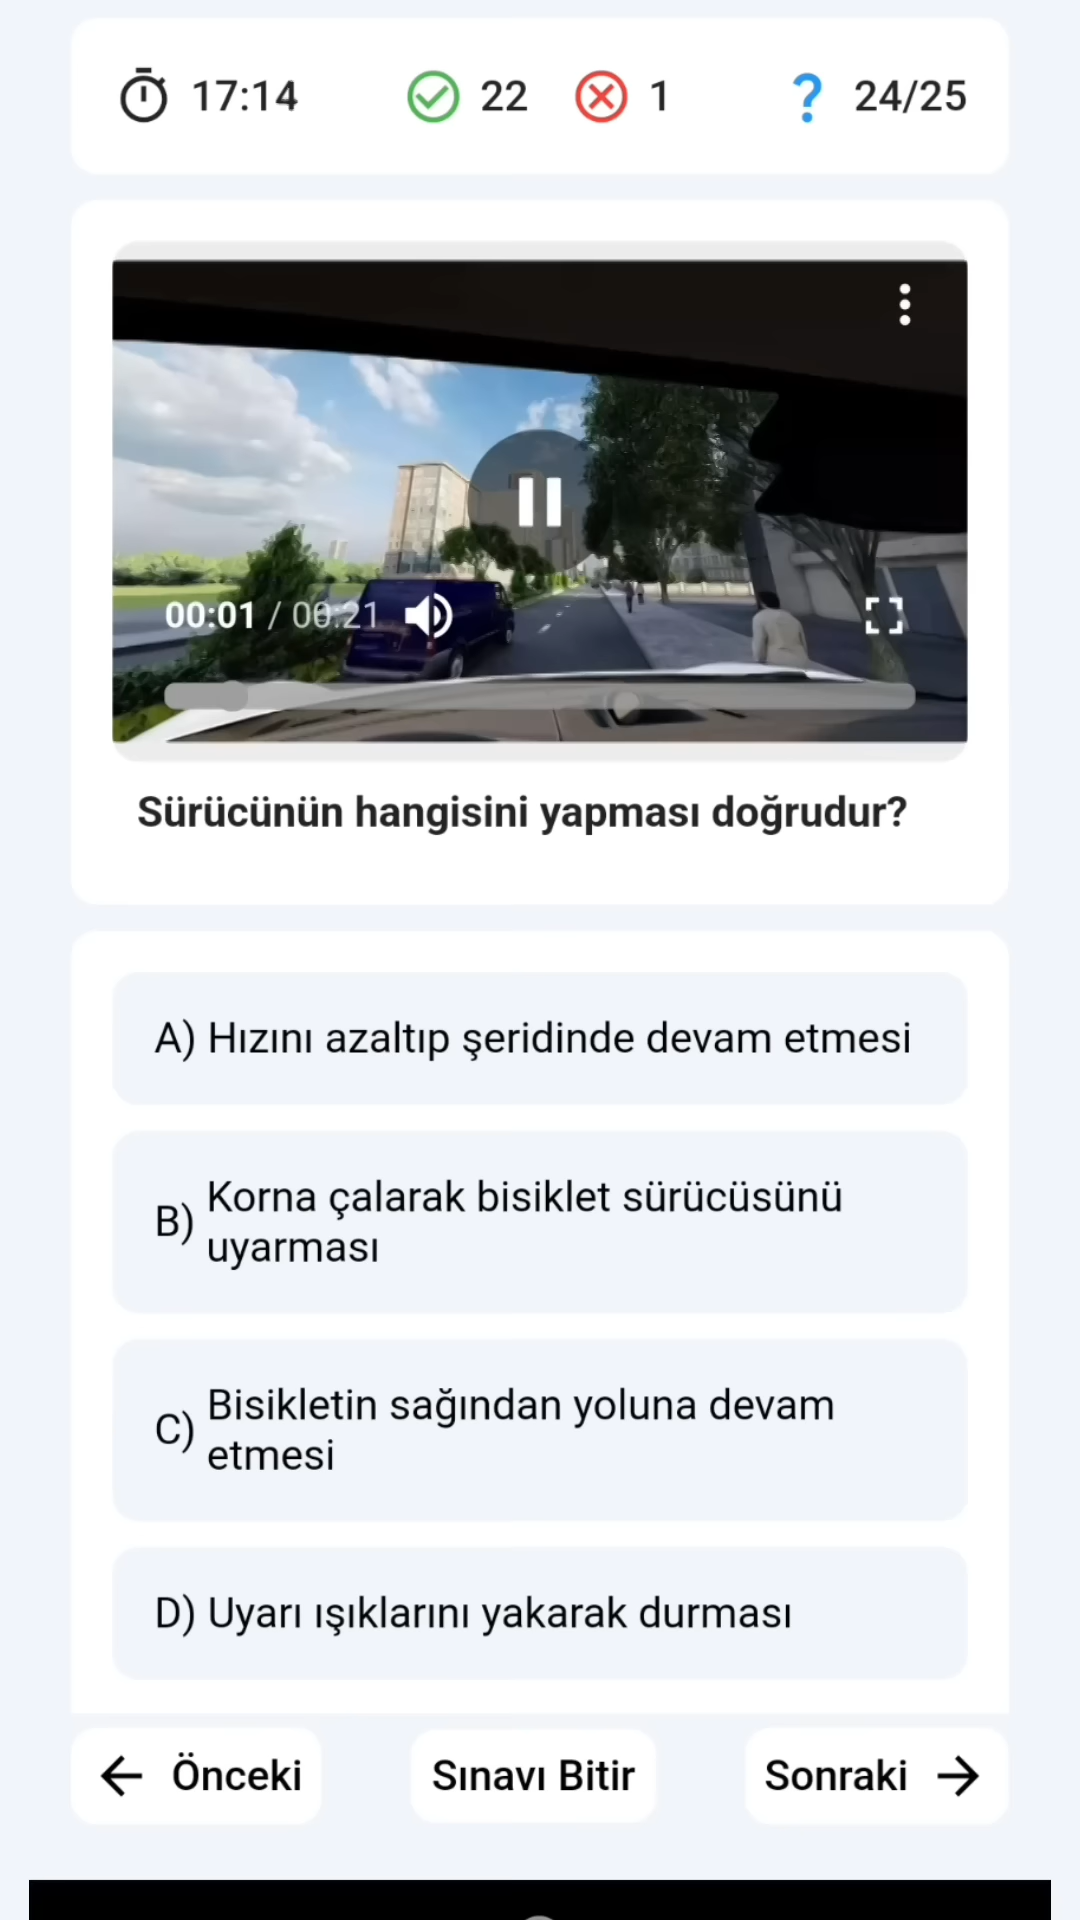 17:14 22 1 ? 24/25
00:01 / 00:21
Sürücünün hangisini yapması doğrudur?
A) Hızını azaltıp şeridinde devam etmesi
B) Korna çalarak bisiklet sürücüsünü
uyarması
C) Bisikletin sağından yoluna devam
etmesi
D) Uyarı ışıklarını yakarak durması
← Önceki Sınavı Bitir Sonraki →